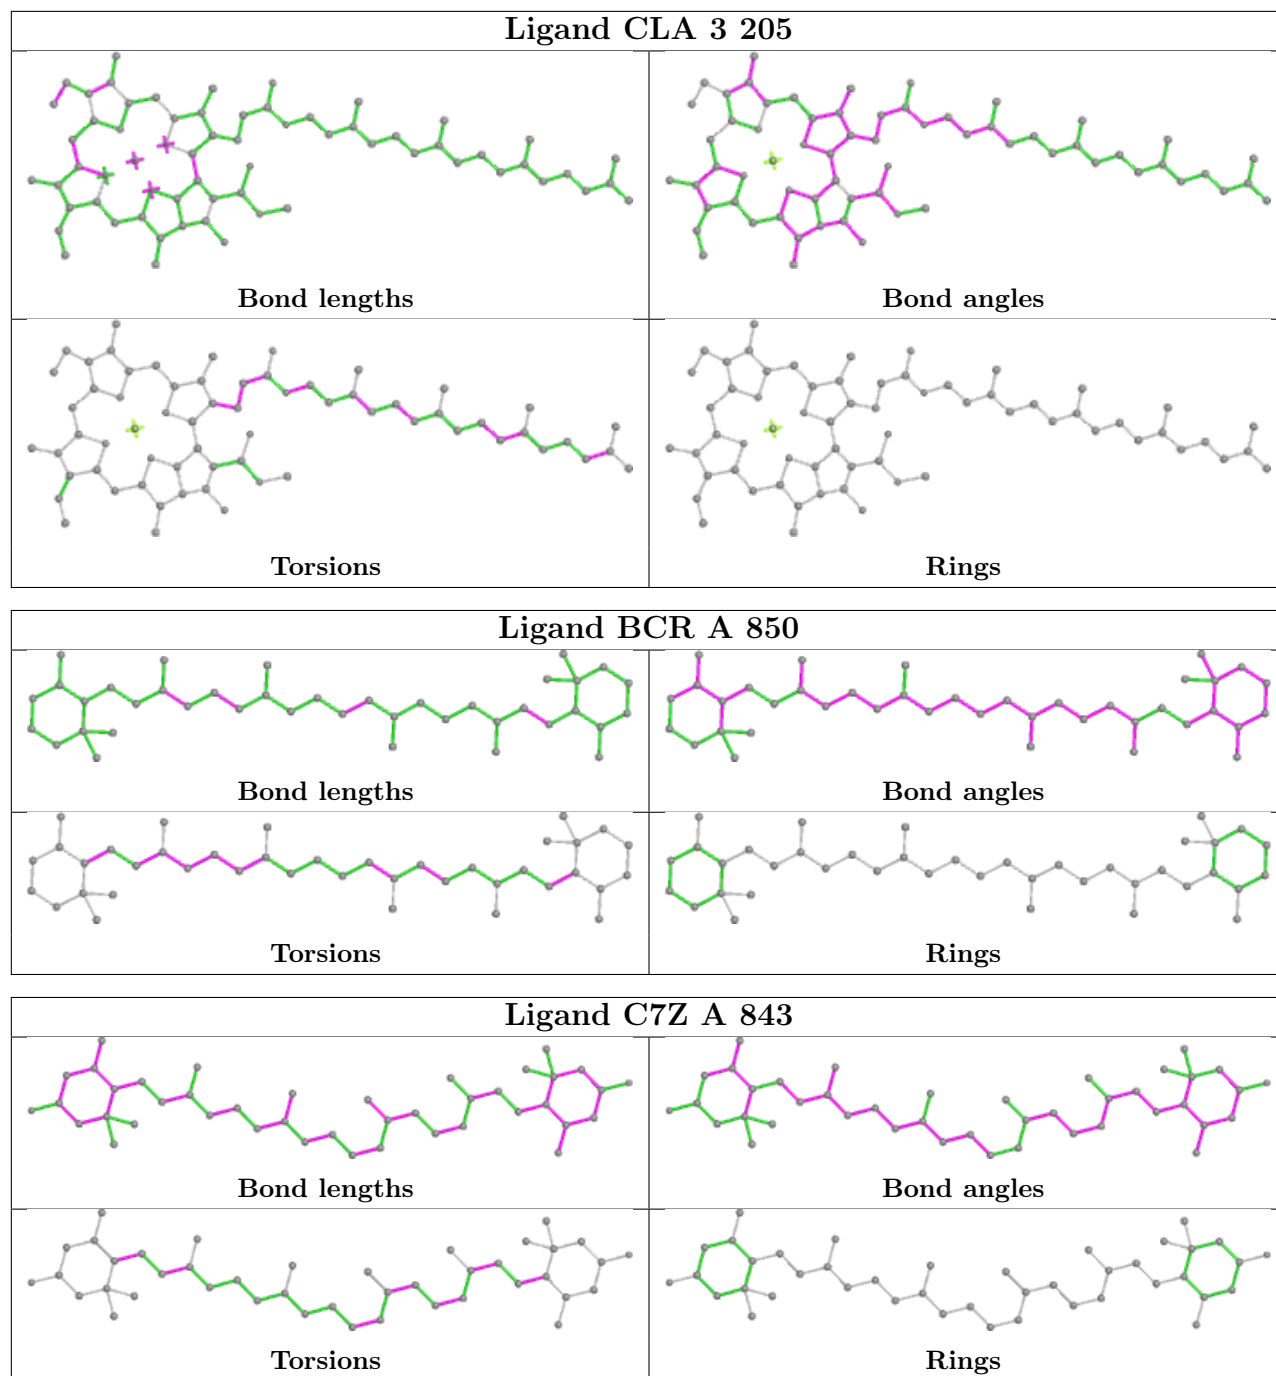 Ligand CLA 3 205
Bond lengths
Bond angles
Torsions
Rings
Ligand BCR A 850
Bond lengths
Bond angles
Torsions
Rings
Ligand C7Z A 843
Bond lengths
Bond angles
Torsions
Rings